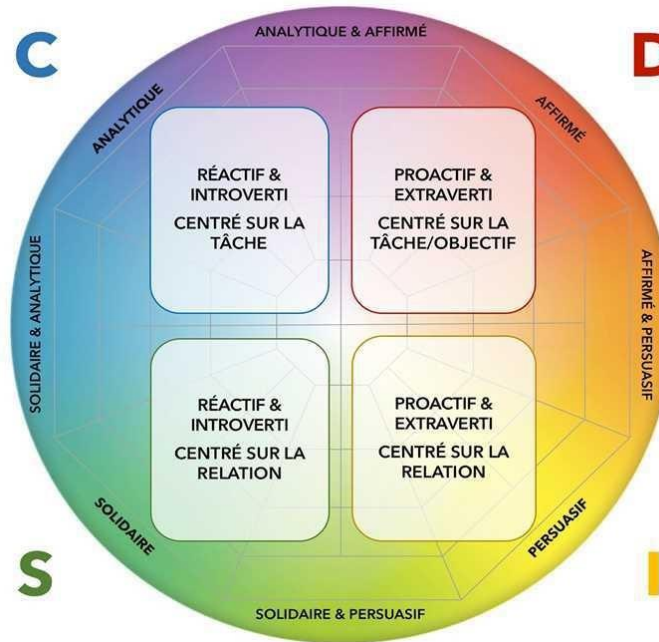 C
D
ANALYTIQUE & AFFIRMÉ
ANALYTIQUE
AFFIRMÉ
RÉACTIF &
INTROVERTI
CENTRÉ SUR LA
TÂCHE
PROACTIF &
EXTRAVERTI
CENTRÉ SUR LA
TÂCHE/OBJECTIF
SOLIDAIRE & ANALYTIQUE
AFFIRMÉ & PERSUASIF
RÉACTIF &
INTROVERTI
CENTRÉ SUR LA
RELATION
PROACTIF &
EXTRAVERTI
CENTRÉ SUR LA
RELATION
SOLIDAIRE
PERSUASIF
S
I
SOLIDAIRE & PERSUASIF